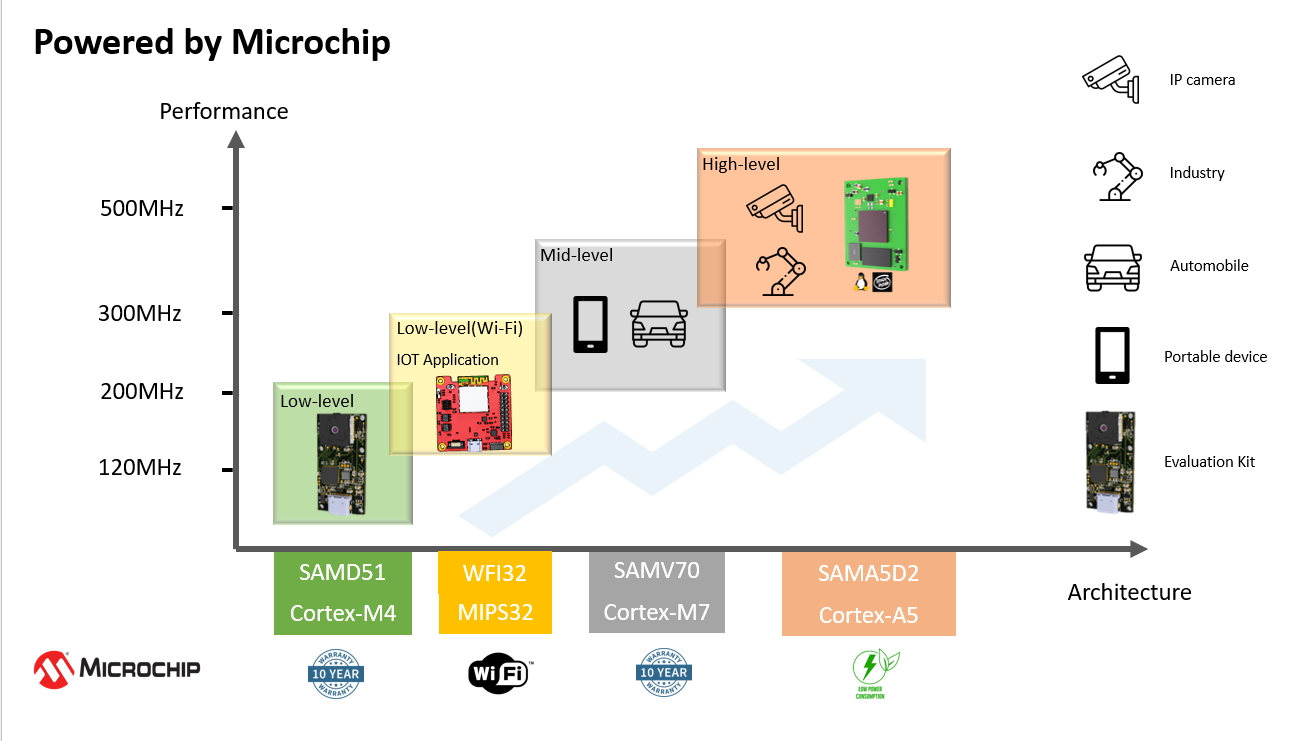 Powered by Microchip
Performance
500MHz
300MHz
200MHz
120MHz
High-level
Mid-level
Low-level(Wi-Fi)
IOT Application
Low-level
IP camera
Industry
Automobile
Portable device
Evaluation Kit
SAMD51
Cortex-M4
WFI32
MIPS32
SAMV70
Cortex-M7
SAMA5D2
Cortex-A5
Architecture
MICROCHIP
WARRANTY
10 YEAR
WARRANTY
Wi Fi™
WARRANTY
10 YEAR
WARRANTY
LOW POWER
CONSUMPTION